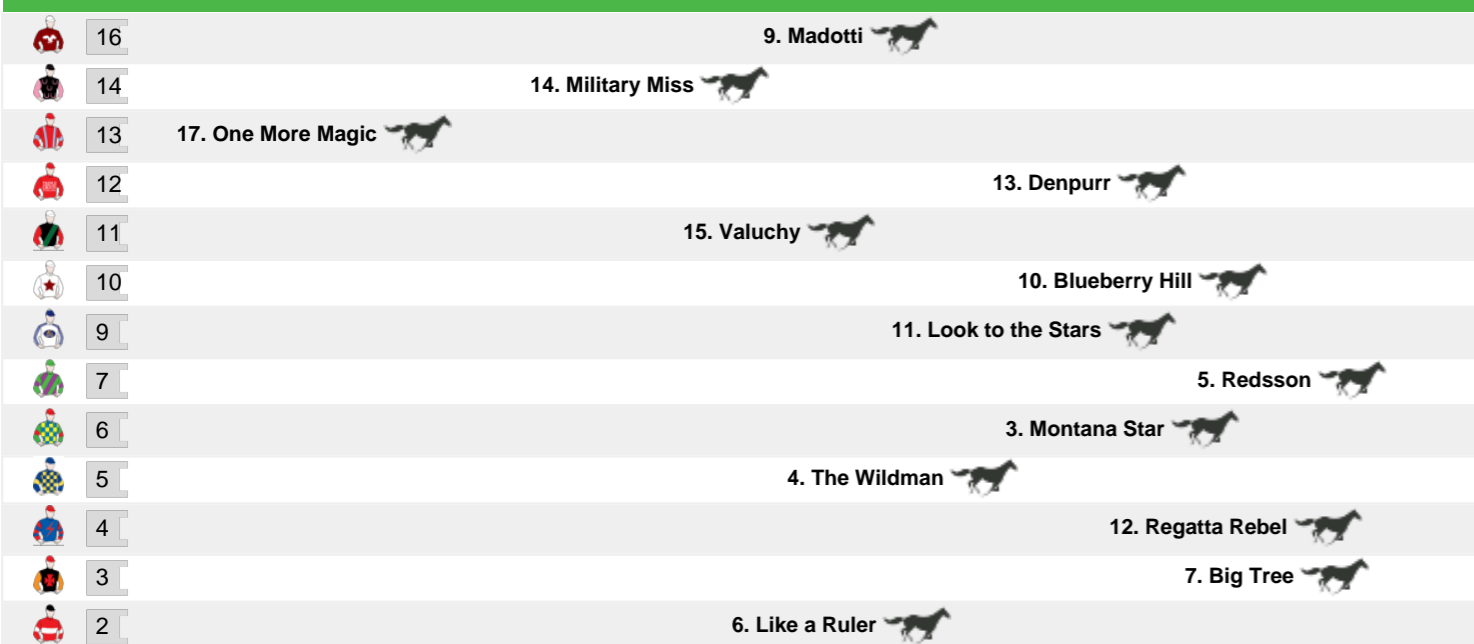 16 9. Madotti
14 14. Military Miss
13 17. One More Magic
12 13. Denpurr
11 15. Valuchy
10 10. Blueberry Hill
9 11. Look to the Stars
7 5. Redsson
6 3. Montana Star
5 4. The Wildman
4 12. Regatta Rebel
3 7. Big Tree
2 6. Like a Ruler